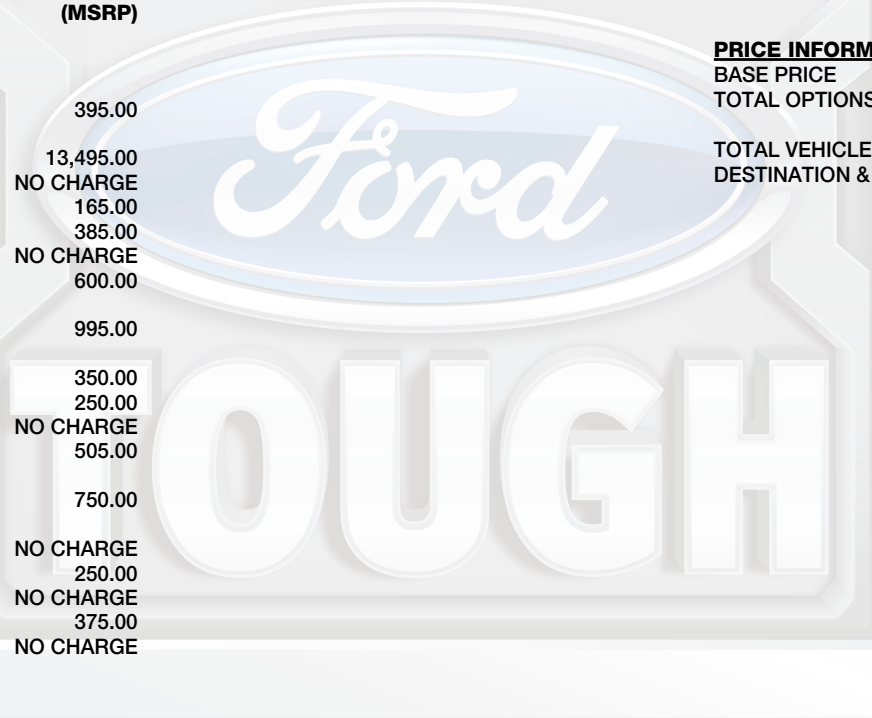 (MSRP)
395.00
13,495.00
NO CHARGE
165.00
385.00
NO CHARGE
600.00
995.00
350.00
250.00
NO CHARGE
505.00
750.00
NO CHARGE
250.00
NO CHARGE
375.00
NO CHARGE
PRICE INFORM
BASE PRICE
TOTAL OPTIONS
TOTAL VEHICLE
DESTINATION &
Ford
TOUGH